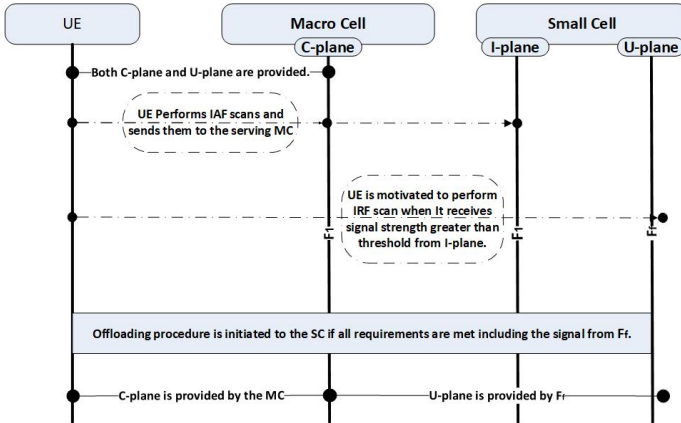 UE
Macro Cell
Small Cell
C-plane
I-plane
U-plane
Both C-plane and U-plane are provided.
UE Performs IAF scans and
sends them to the serving MC
UE is motivated to perform
IRF scan when It receives
signal strength greater than
threshold from I-plane.
F1
F1
Ff
Offloading procedure is initiated to the SC if all requirements are met including the signal from Ff.
C-plane is provided by the MC
U-plane is provided by Ff